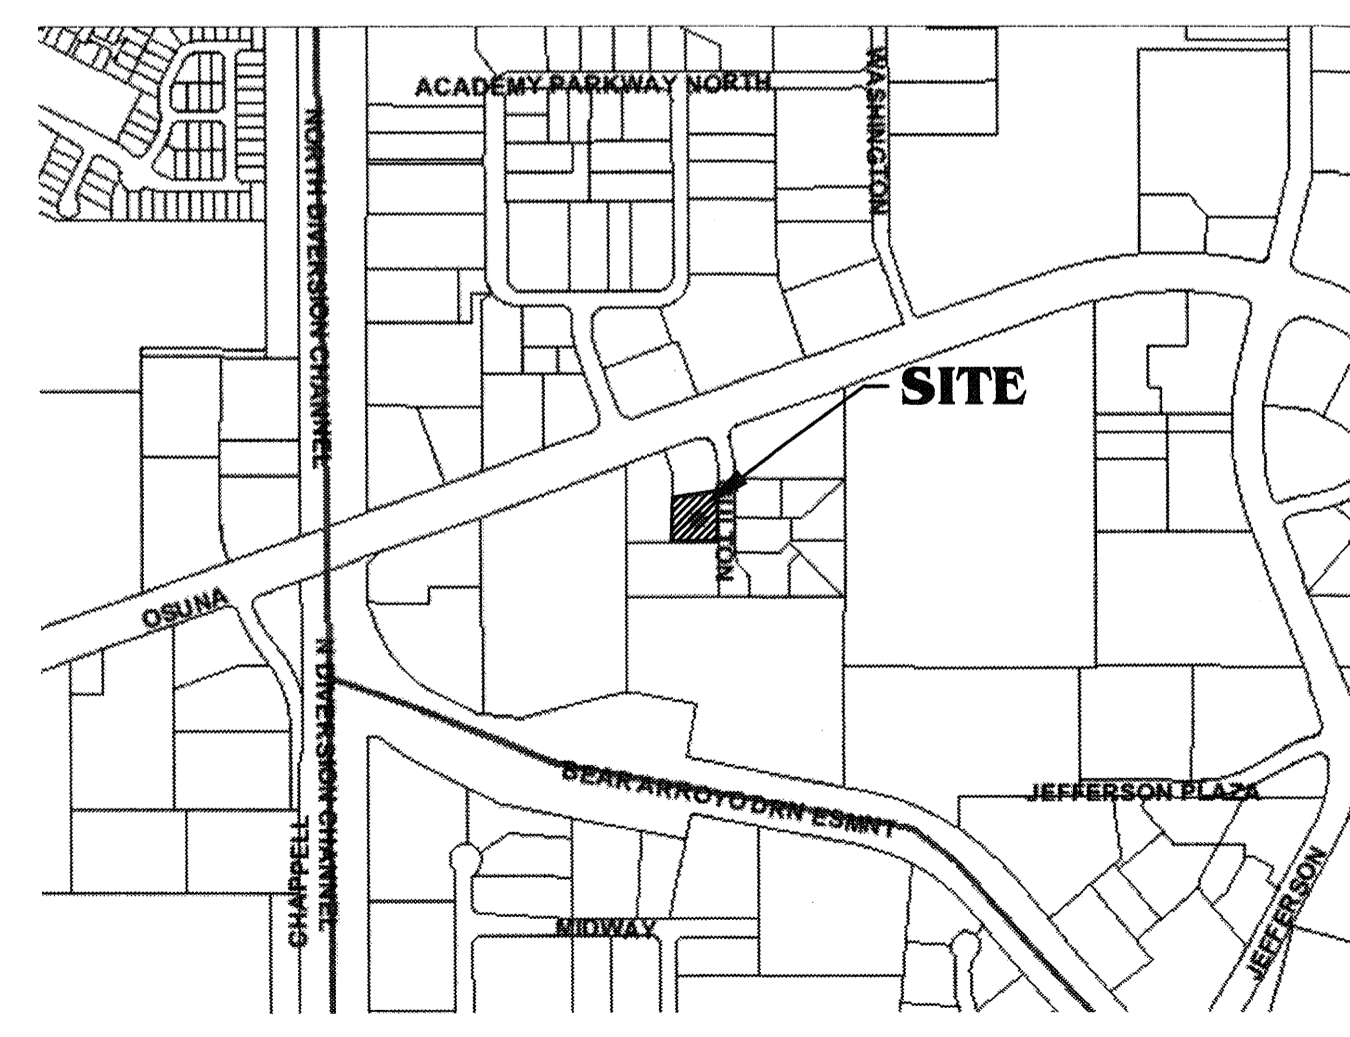 ACADEMY PARKWAY NORTH
WASHINGTON
NORTH DIVERSION CHANNEL
SITE
OSUNA
N DIVERSION CHANNEL
BEAR ARROYO DRN ESMNT
JEFFERSON PLAZA
CHAPPELL
JEFFERSON
MIDWAY